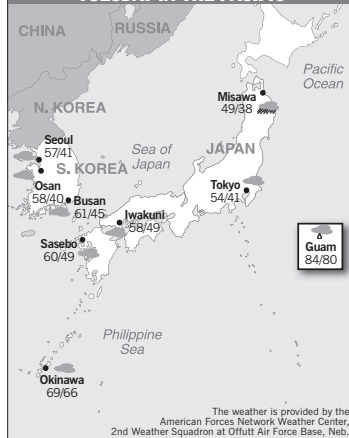 CHINA
RUSSIA
Pacific
Ocean
N. KOREA
Misawa
49/38
Seoul
57/41
Sea of
Japan
JAPAN
S. KOREA
Osan
58/40
Busan
61/45
Tokyo
54/41
Iwakuni
58/49
Sasebo
60/49
Guam
84/80
Philippine
Sea
Okinawa
69/66
The weather is provided by the
American Forces Network Weather Center,
2nd Weather Squadron at Offutt Air Force Base, Neb.